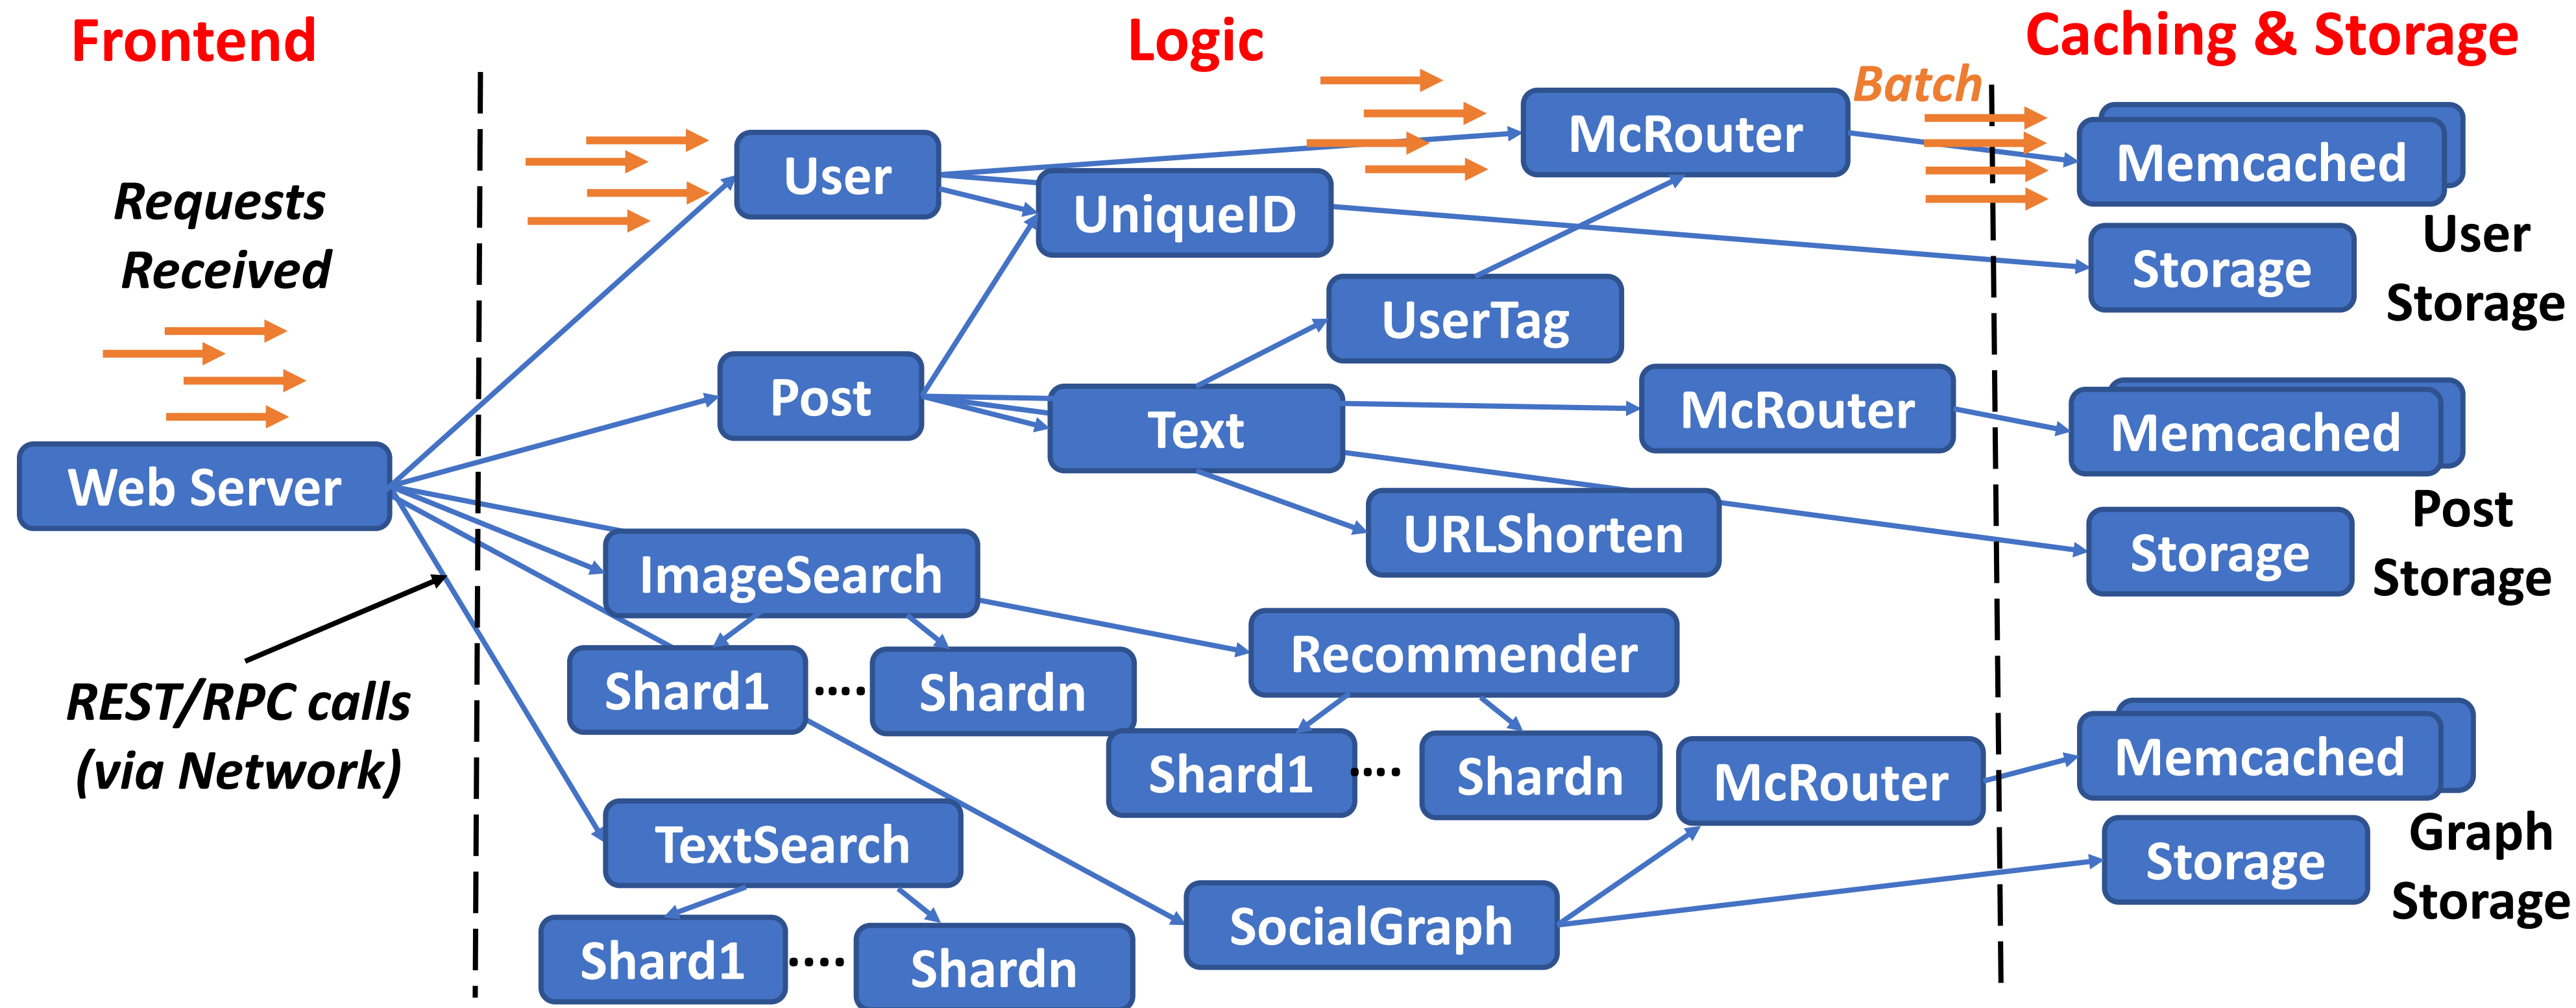 Frontend
Logic
Caching & Storage
Batch
Requests
Received
User
McRouter
Memcached
UniqueID
Storage
User
Storage
UserTag
Post
Text
McRouter
Memcached
Web Server
URLShorten
Storage
Post
Storage
ImageSearch
Recommender
Shard1
....
Shardn
REST/RPC calls
(via Network)
Shard1
....
Shardn
McRouter
Memcached
TextSearch
Storage
Graph
Storage
SocialGraph
Shard1
....
Shardn